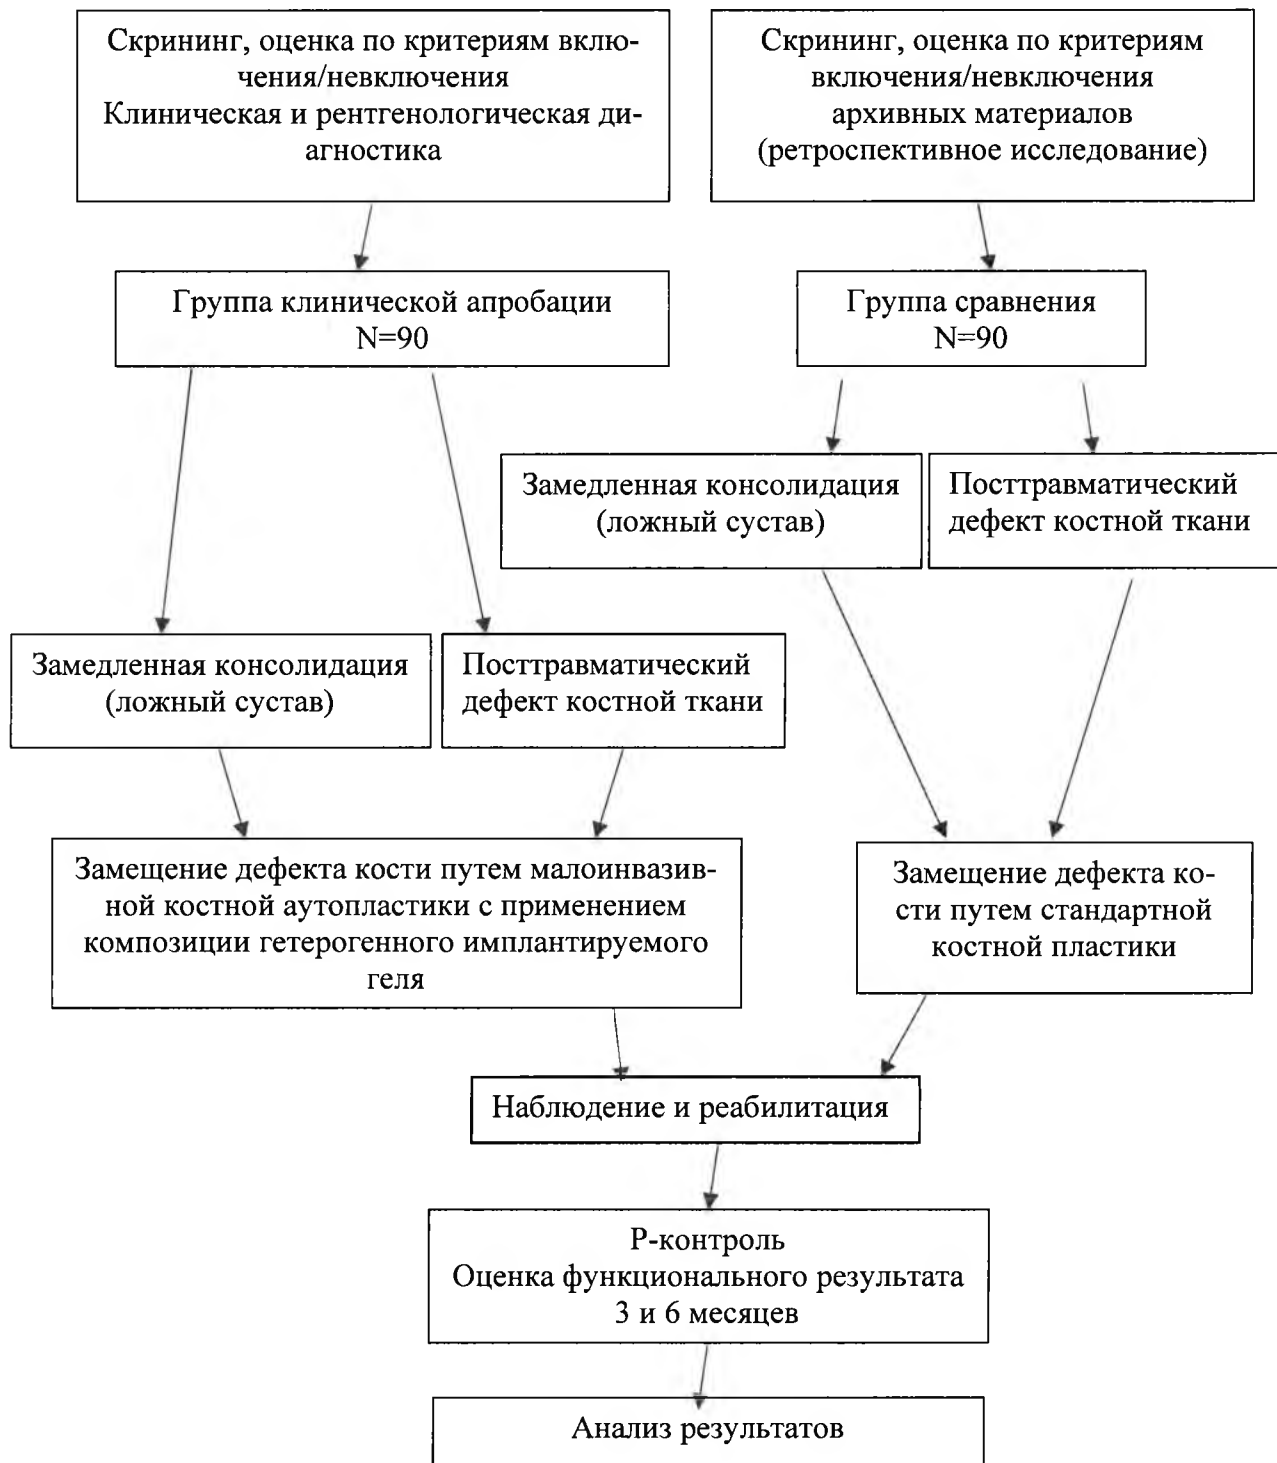 Скрининг, оценка по критериям вклю-
чения/невключения
Клиническая и рентгенологическая ди-
агностика
Скрининг, оценка по критериям
включения/невключения
архивных материалов
(ретроспективное исследование)
Группа клинической апробации
N=90
Группа сравнения
N=90
Замедленная консолидация
(ложный сустав)
Посттравматический
дефект костной ткани
Замедленная консолидация
(ложный сустав)
Посттравматический
дефект костной ткани
Замещение дефекта кости путем малоинвазив-
ной костной аутопластики с применением
композиции гетерогенного имплантируемого
геля
Замещение дефекта ко-
сти путем стандартной
костной пластики
Наблюдение и реабилитация
Р-контроль
Оценка функционального результата
3 и 6 месяцев
Анализ результатов